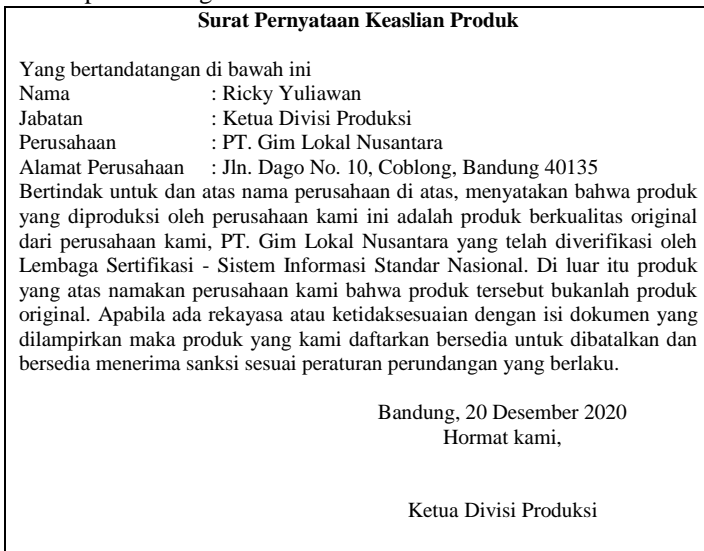 Surat Pernyataan Keaslian Produk
Yang bertandatangan di bawah ini
Nama : Ricky Yuliawan
Jabatan : Ketua Divisi Produksi
Perusahaan : PT. Gim Lokal Nusantara
Alamat Perusahaan : Jln. Dago No. 10, Coblong, Bandung 40135
Bertindak untuk dan atas nama perusahaan di atas, menyatakan bahwa produk
yang diproduksi oleh perusahaan kami ini adalah produk berkualitas original
dari perusahaan kami, PT. Gim Lokal Nusantara yang telah diverifikasi oleh
Lembaga Sertifikasi - Sistem Informasi Standar Nasional. Di luar itu produk
yang atas namakan perusahaan kami bahwa produk tersebut bukanlah produk
original. Apabila ada rekayasa atau ketidaksesuaian dengan isi dokumen yang
dilampirkan maka produk yang kami daftarkan bersedia untuk dibatalkan dan
bersedia menerima sanksi sesuai peraturan perundangan yang berlaku.
Bandung, 20 Desember 2020
Hormat kami,
Ketua Divisi Produksi